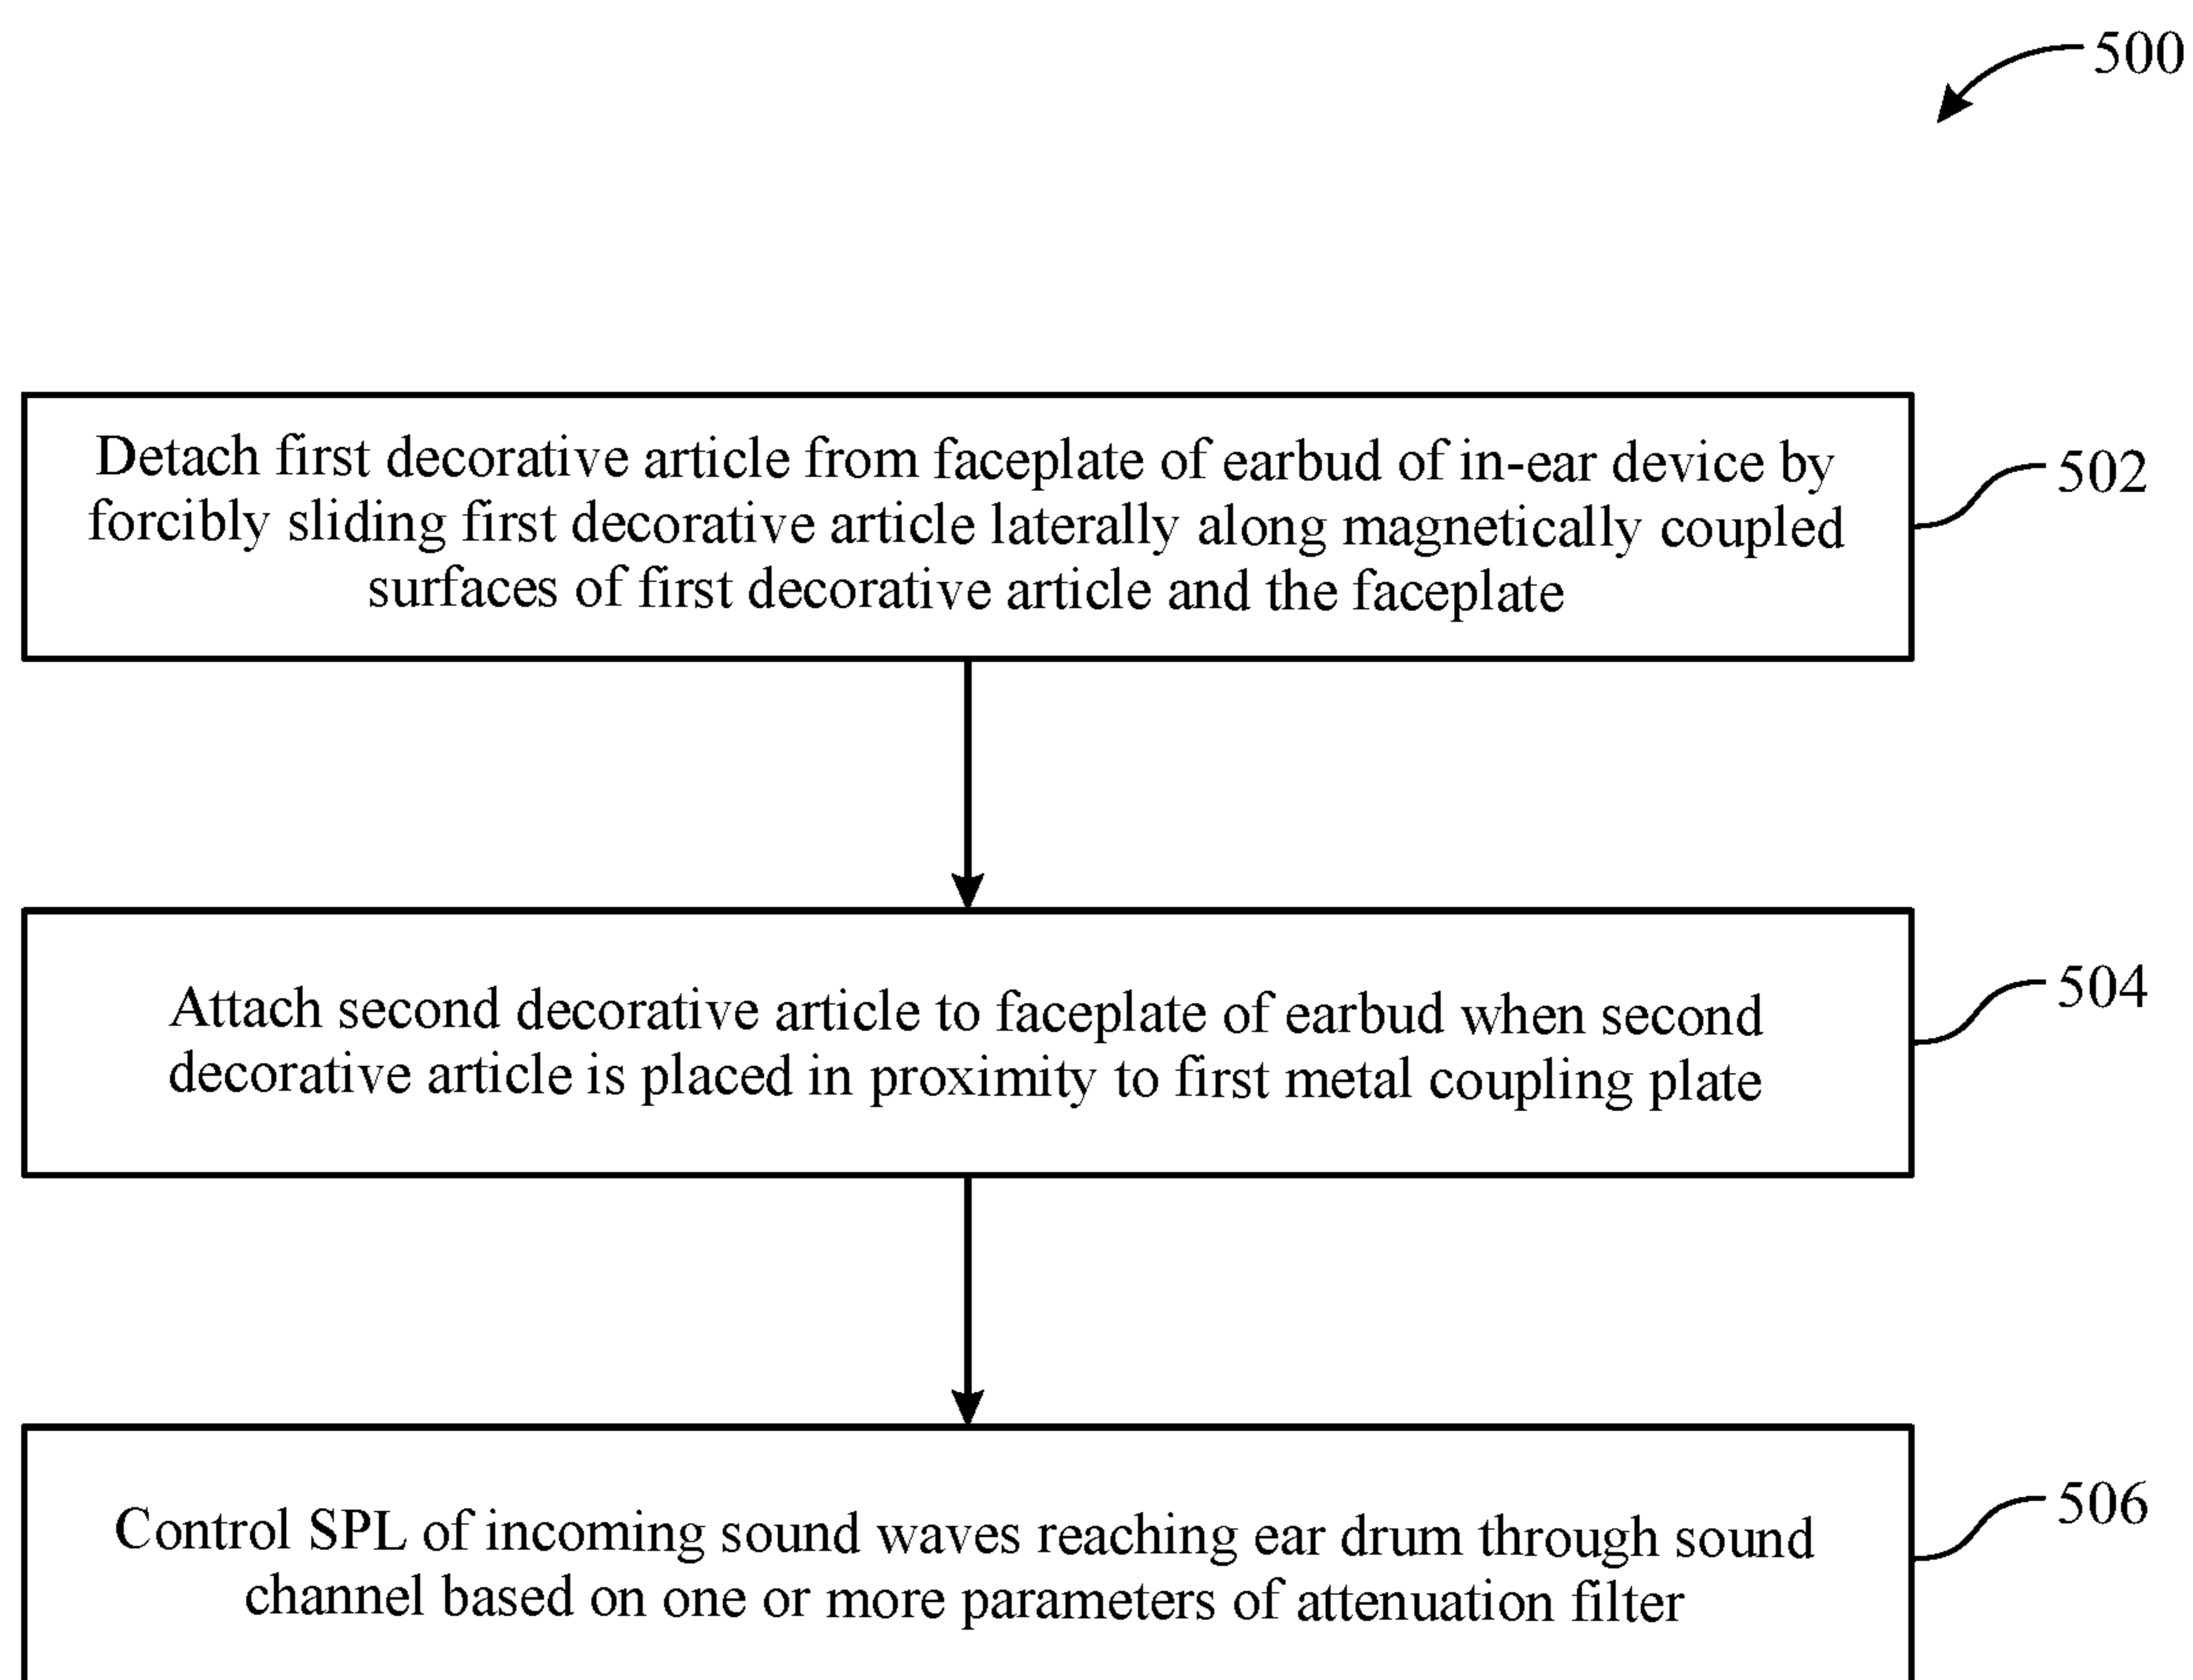 500
Detach first decorative article from faceplate of earbud of in-ear device by
forcibly sliding first decorative article laterally along magnetically coupled
surfaces of first decorative article and the faceplate
502
Attach second decorative article to faceplate of earbud when second
decorative article is placed in proximity to first metal coupling plate
504
Control SPL of incoming sound waves reaching ear drum through sound
channel based on one or more parameters of attenuation filter
506